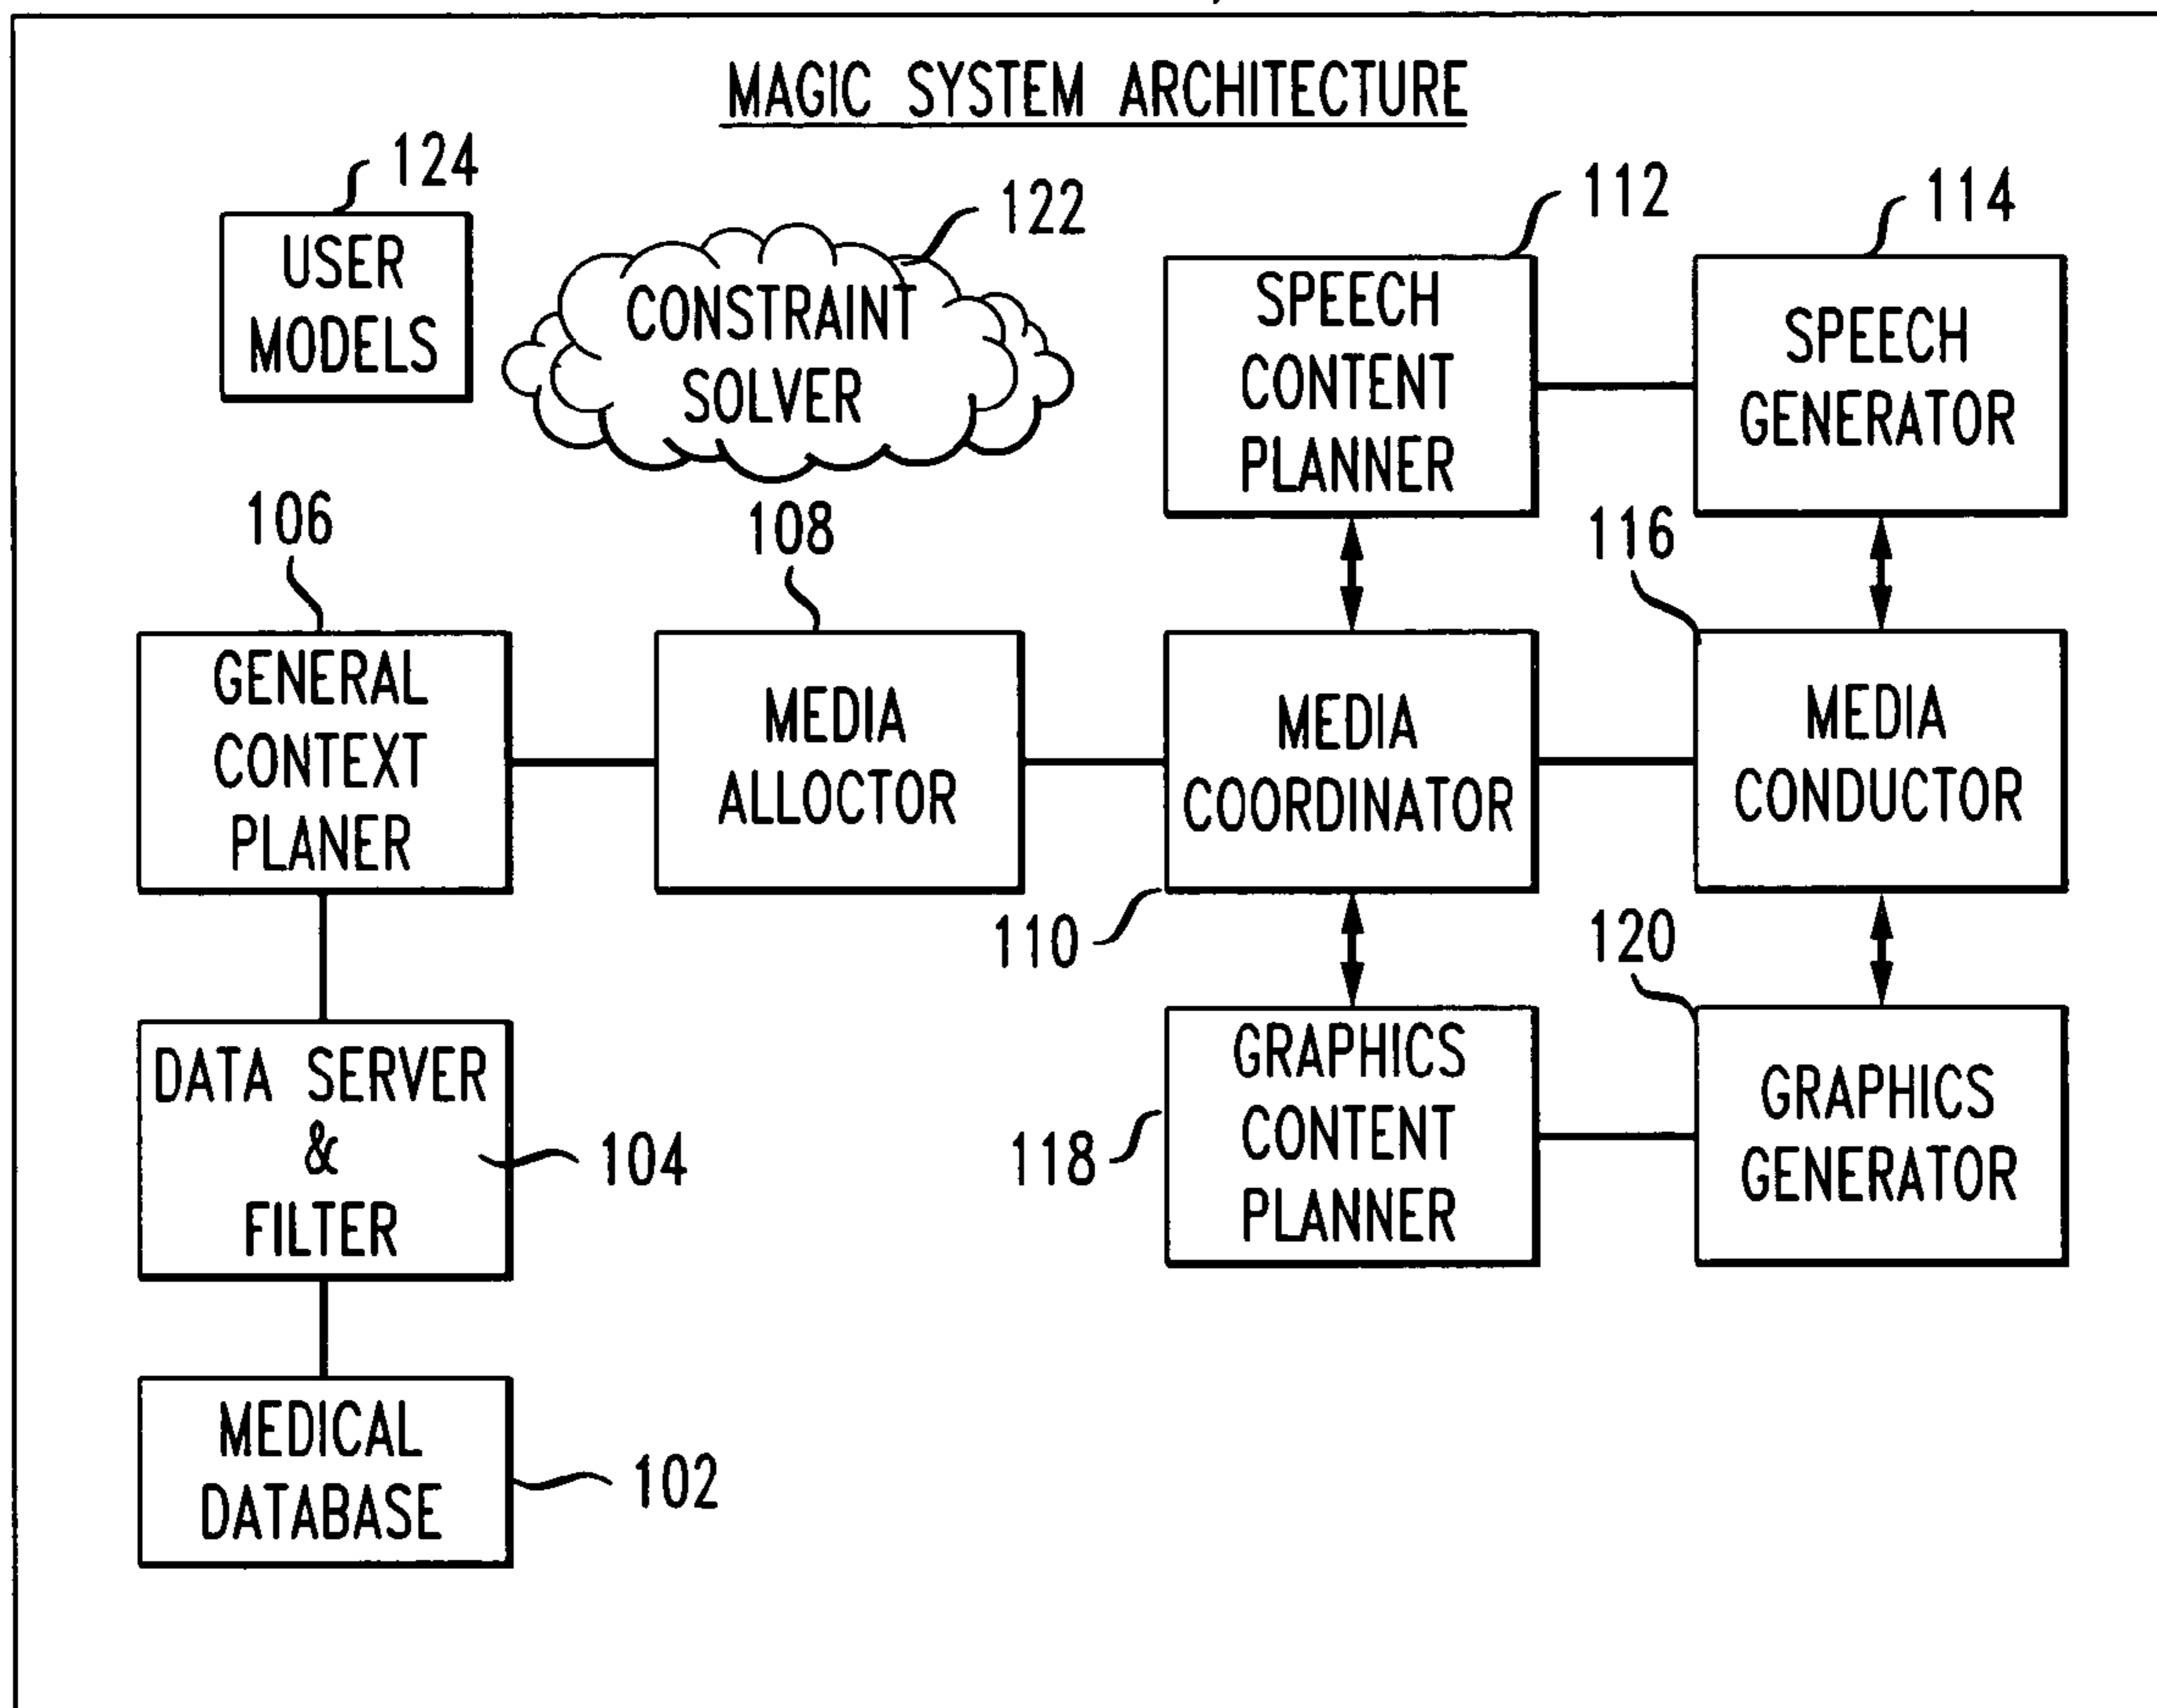 MAGIC SYSTEM ARCHITECTURE
124
USER
MODELS
122
CONSTRAINT
SOLVER
112
SPEECH
CONTENT
PLANNER
114
SPEECH
GENERATOR
106
GENERAL
CONTEXT
PLANER
108
MEDIA
ALLOCTOR
110
MEDIA
COORDINATOR
116
MEDIA
CONDUCTOR
DATA SERVER
&
FILTER
104
118
GRAPHICS
CONTENT
PLANNER
120
GRAPHICS
GENERATOR
MEDICAL
DATABASE
102